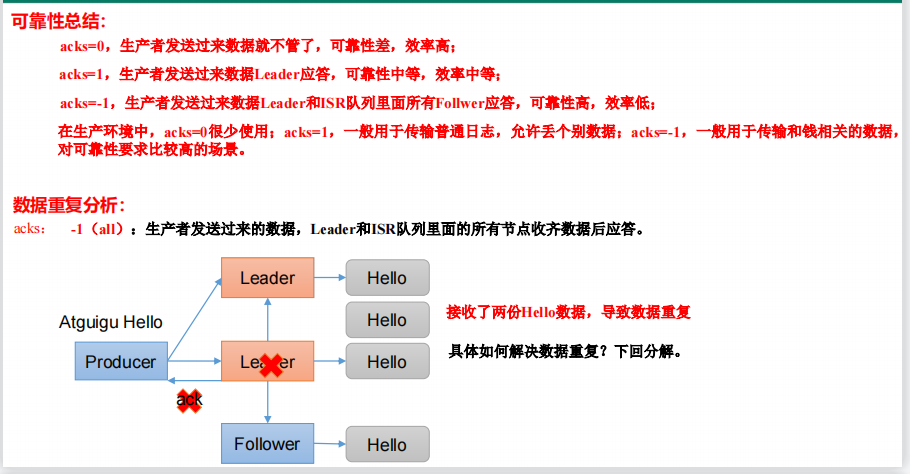 可靠性总结：
acks=0，生产者发送过来数据就不管了，可靠性差，效率高；
acks=1，生产者发送过来数据Leader应答，可靠性中等，效率中等；
acks=-1，生产者发送过来数据Leader和ISR队列里面所有Follwer应答，可靠性高，效率低；
在生产环境中，acks=0很少使用；acks=1，一般用于传输普通日志，允许丢个别数据；acks=-1，一般用于传输和钱相关的数据，
对可靠性要求比较高的场景。
数据重复分析：
acks： -1（all）：生产者发送过来的数据，Leader和ISR队列里面的所有节点收齐数据后应答。
Leader
Hello
Atguigu Hello
Hello
接收了两份Hello数据，导致数据重复
Producer
Leader
Hello
具体如何解决数据重复？下回分解。
ack
Follower
Hello